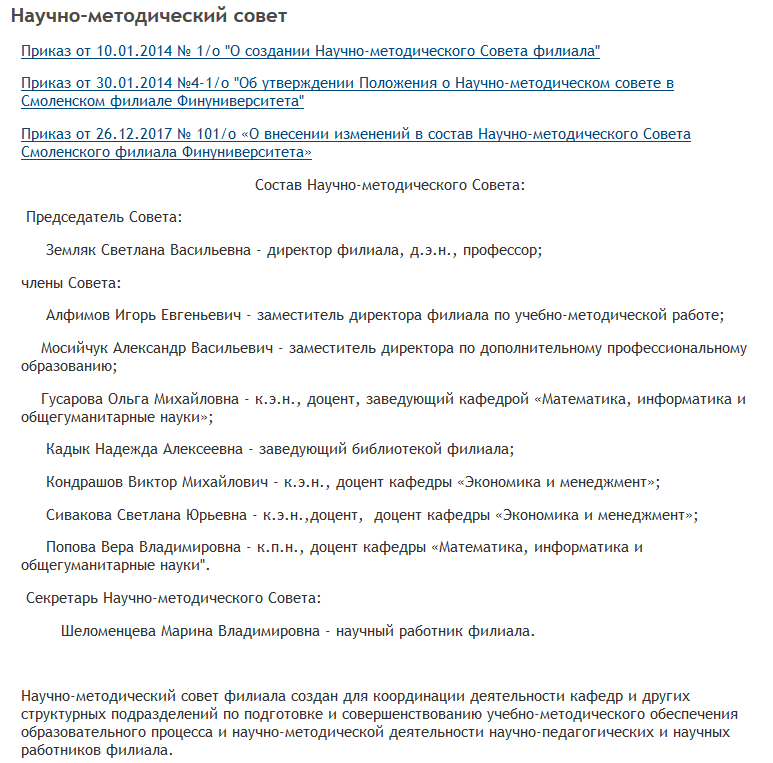 Научно-методический совет
Приказ от 10.01.2014 № 1/о "О создании Научно-методического Совета филиала"
Приказ от 30.01.2014 №4-1/о "Об утверждении Положения о Научно-методическом совете в
Смоленском филиале Финуниверситета"
Приказ от 26.12.2017 № 101/о «О внесении изменений в состав Научно-методического Совета
Смоленского филиала Финуниверситета»
Состав Научно-методического Совета:
Председатель Совета:
Земляк Светлана Васильевна - директор филиала, д.э.н., профессор;
члены Совета:
Алфимов Игорь Евгеньевич - заместитель директора филиала по учебно-методической работе;
Мосийчук Александр Васильевич - заместитель директора по дополнительному профессиональному
образованию;
Гусарова Ольга Михайловна - к.э.н., доцент, заведующий кафедрой «Математика, информатика и
общегуманитарные науки»;
Кадык Надежда Алексеевна - заведующий библиотекой филиала;
Кондрашов Виктор Михайлович - к.э.н., доцент кафедры «Экономика и менеджмент»;
Сивакова Светлана Юрьевна - к.э.н.,доцент, доцент кафедры «Экономика и менеджмент»;
Попова Вера Владимировна - к.п.н., доцент кафедры «Математика, информатика и
общегуманитарные науки".
Секретарь Научно-методического Совета:
Шеломенцева Марина Владимировна - научный работник филиала.
Научно-методический совет филиала создан для координации деятельности кафедр и других
структурных подразделений по подготовке и совершенствованию учебно-методического обеспечения
образовательного процесса и научно-методической деятельности научно-педагогических и научных
работников филиала.